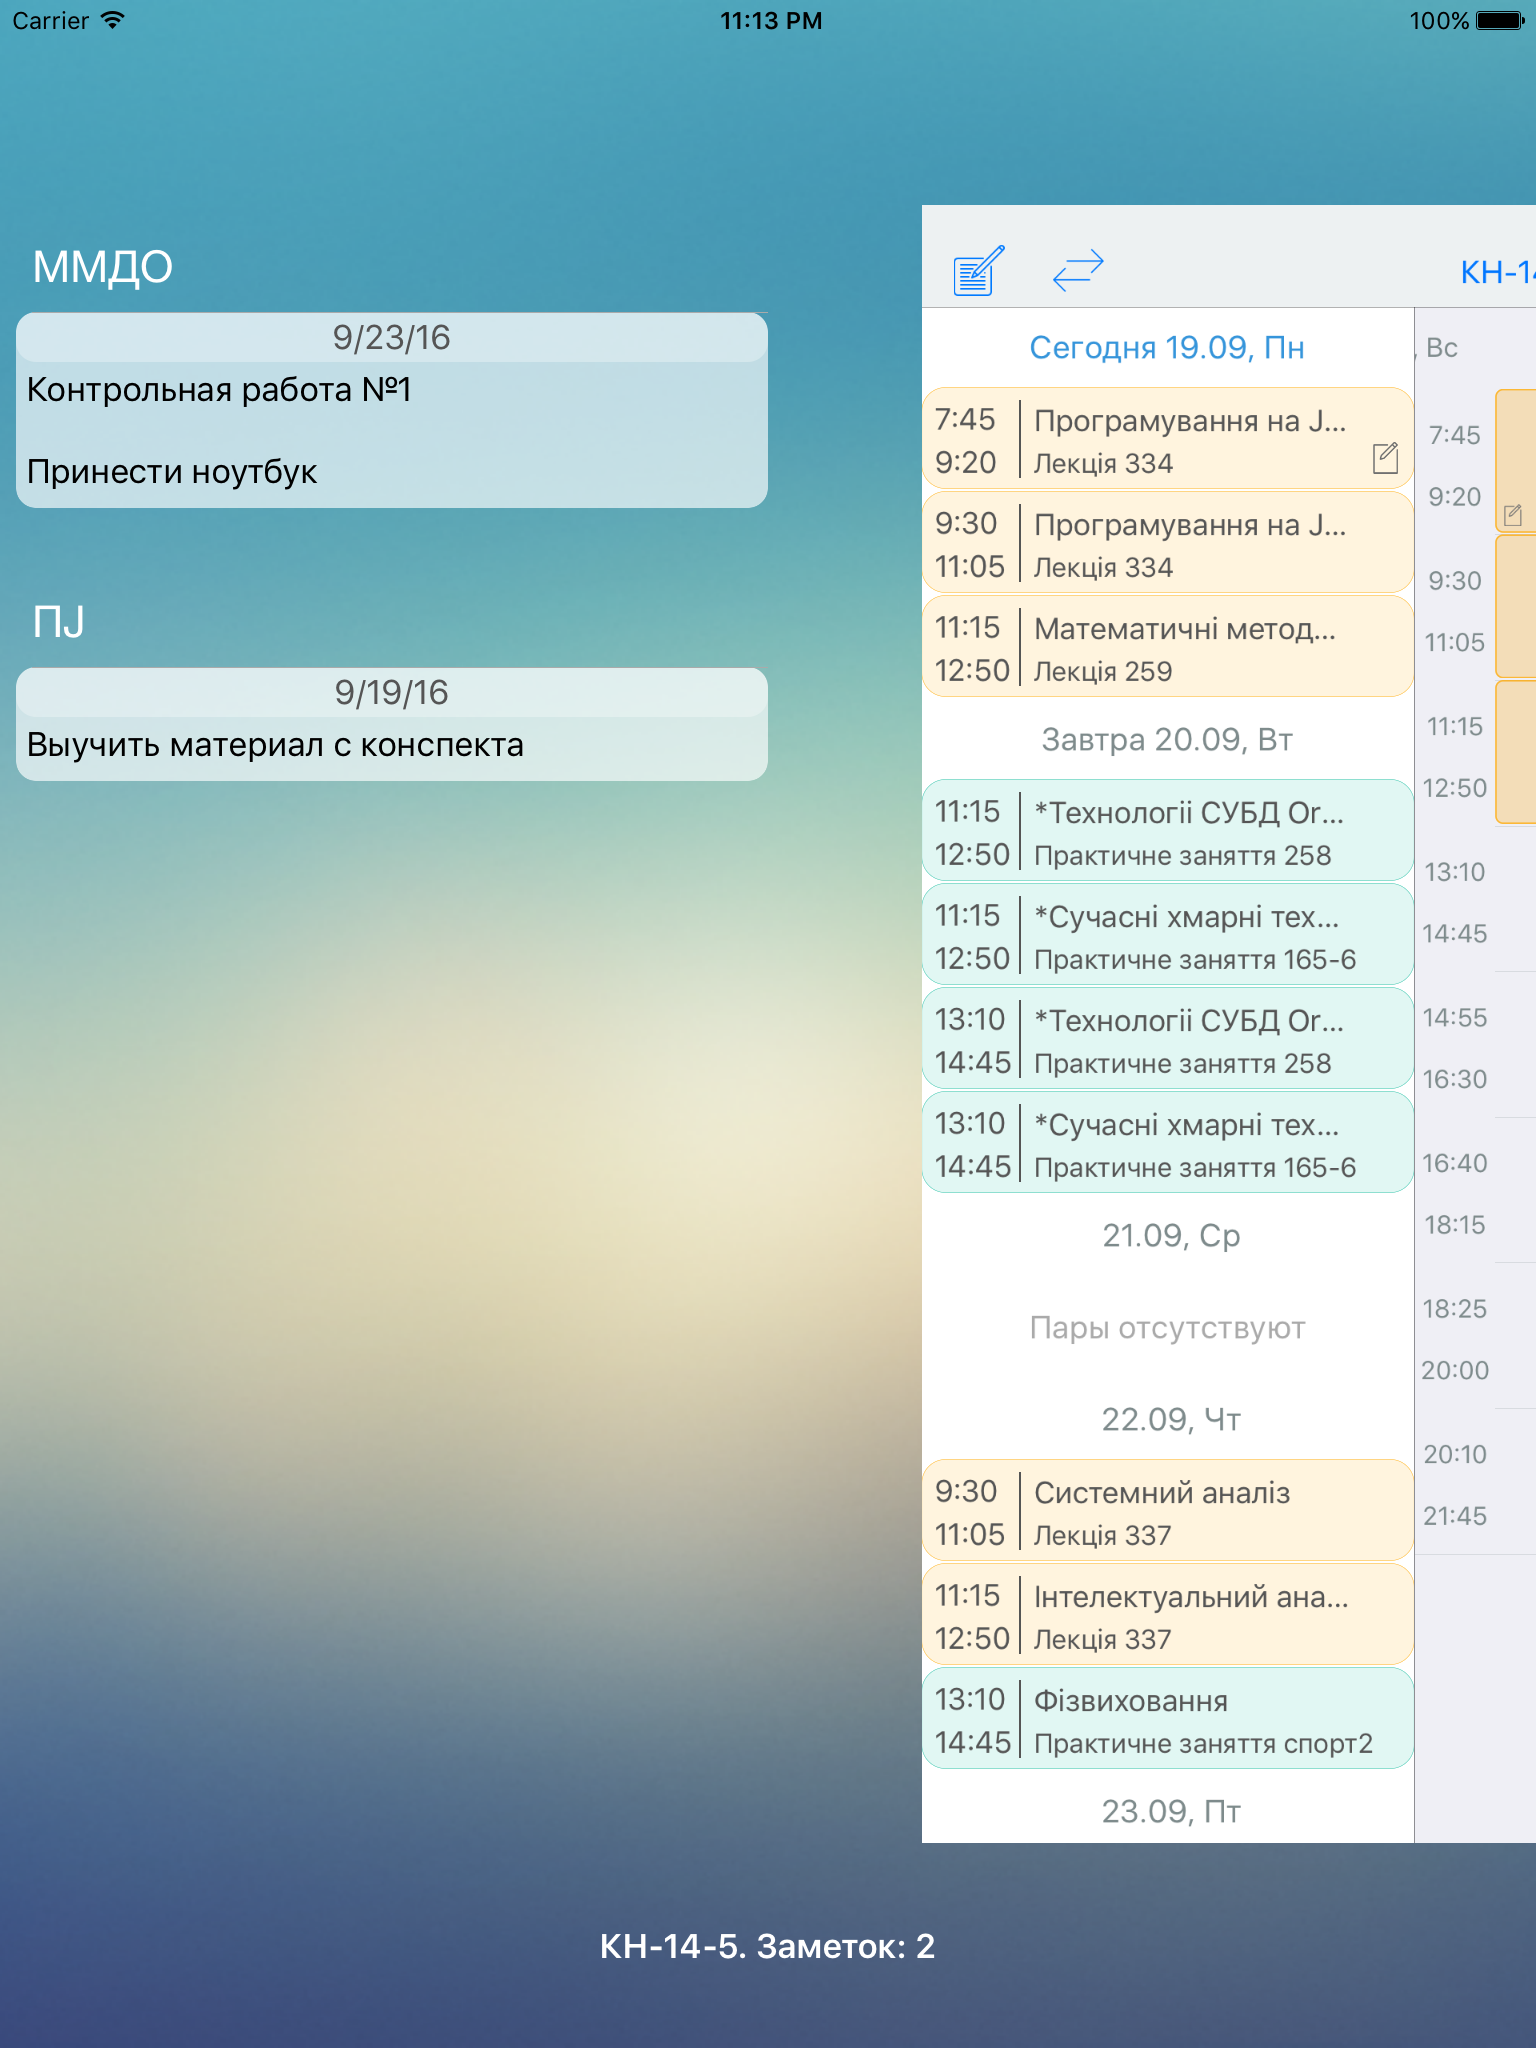 Carrier
11:13 PM
100%
ММДО
9/23/16
Контрольная работа №1
Принести ноутбук
ПJ
9/19/16
Выучить материал с конспекта
Сегодня 19.09, Пн
7:45
Програмування на J...
9:20
Лекція 334
9:30
Програмування на J...
11:05
Лекція 334
11:15
Математичні метод...
12:50
Лекція 259
Завтра 20.09, Вт
11:15
*Технологіі СУБД Or...
12:50
Практичне заняття 258
11:15
*Сучасні хмарні тех...
12:50
Практичне заняття 165-6
13:10
*Технологіі СУБД Or...
14:45
Практичне заняття 258
13:10
*Сучасні хмарні тех...
14:45
Практичне заняття 165-6
21.09, Ср
Пары отсутствуют
22.09, Чт
9:30
Системний аналіз
11:05
Лекція 337
11:15
Інтелектуальний ана...
12:50
Лекція 337
13:10
Фізвиховання
14:45
Практичне заняття спорт2
23.09, Пт
, Вс
7:45
9:20
9:30
11:05
11:15
12:50
13:10
14:45
14:55
16:30
16:40
18:15
18:25
20:00
20:10
21:45
КН-14-5. Заметок: 2